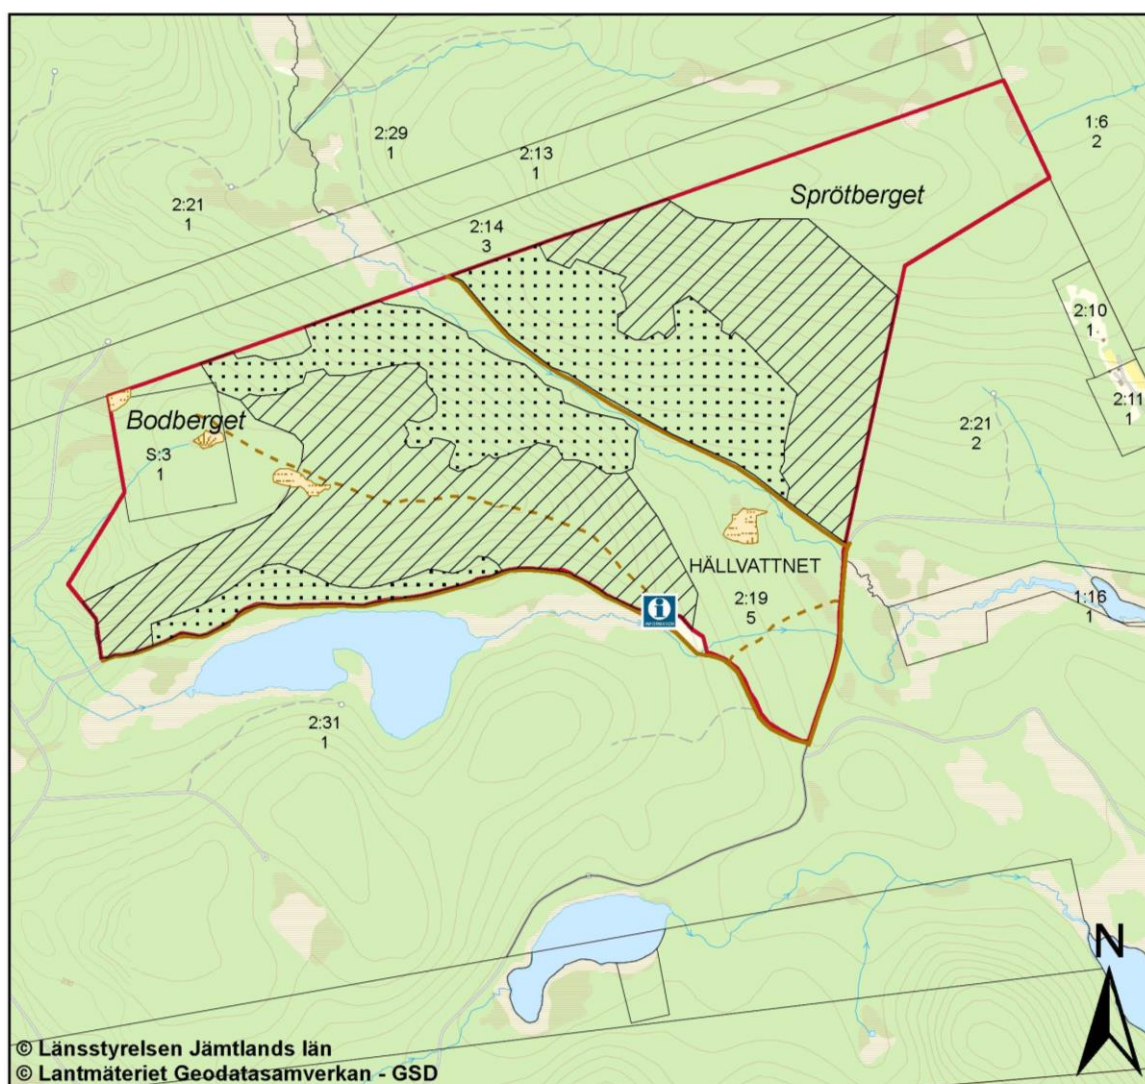 2:29
1
2:13
1
1:6
2
2:21
1
Sprötberget
2:14
3
2:10
1
2:11
1
Bodberget
S:3
1
2:21
2
HÄLLVATTNET
2:19
5
1:16
1
i
INFORMATION
2:31
1
N
© Länsstyrelsen Jämtlands län
© Lantmäteriet Geodatasamverkan - GSD